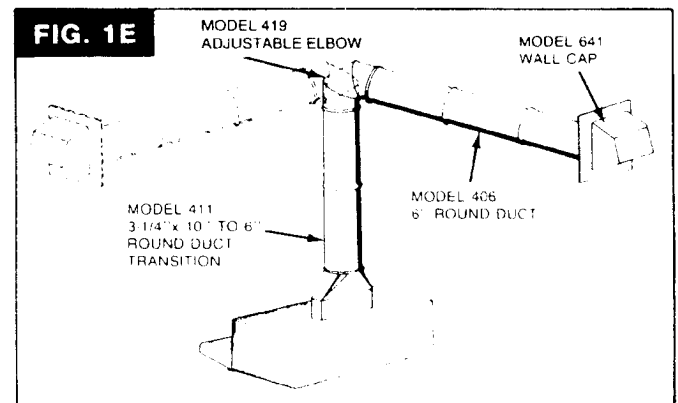 FIG. 1E
MODEL 419
ADJUSTABLE ELBOW
MODEL 641
WALL CAP
MODEL 406
6" ROUND DUCT
MODEL 411
3-1/4" x 10" TO 6"
ROUND DUCT
TRANSITION